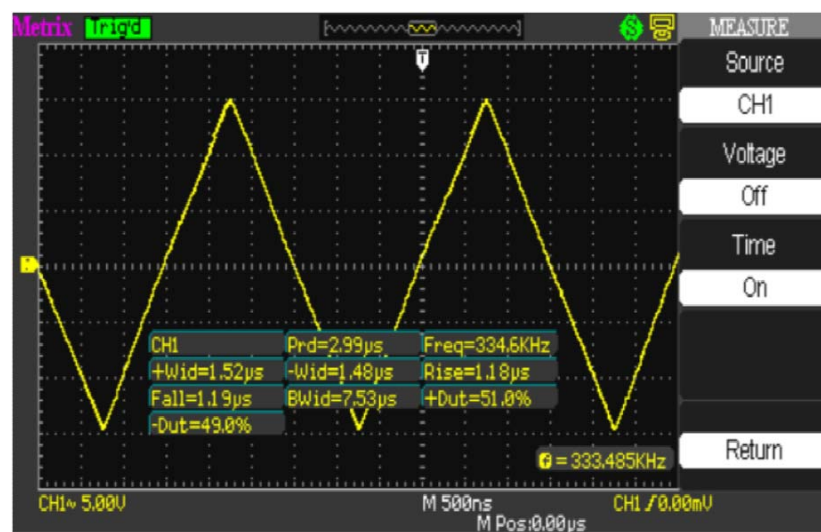 Metrix Trig'd S MEASURE
T
Source
CH1
Voltage
Off
Time
On
CH1 Prd=2.99µs Freq=334.6KHz
+Wid=1.52µs -Wid=1.48µs Rise=1.18µs
Fall=1.19µs BWid=7.53µs +Dut=51.0%
-Dut=49.0%
Return
f = 333.485KHz
CH1~ 5.00V M 500ns CH1 / 0.00mV
M Pos:0.00µs